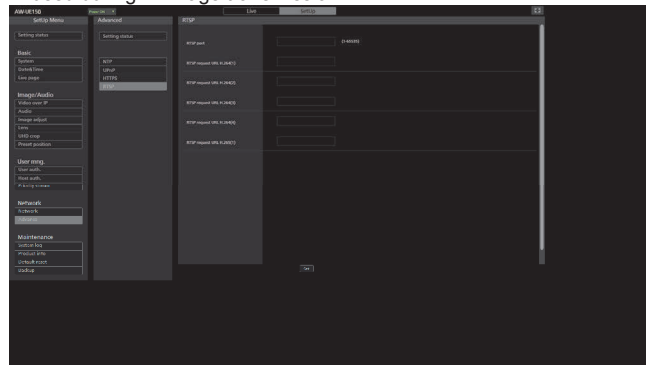 AW-UE150
Power ON
Live
SetUp
SetUp Menu
Advanced
RTSP
Setting status
Setting status
RTSP port
(1-65535)
Basic
System
Date&Time
Live page
NTP
UPnP
HTTPS
RTSP
RTSP request URL H.264(1)
RTSP request URL H.264(2)
RTSP request URL H.264(3)
RTSP request URL H.264(4)
RTSP request URL H.265(1)
Image/Audio
Video over IP
Audio
Image adjust
Lens
UHD crop
Preset position
User mng.
User auth.
Host auth.
Priority
Network
Network
Advanced
Maintenance
System log
Product info
Default reset
Backup
Set